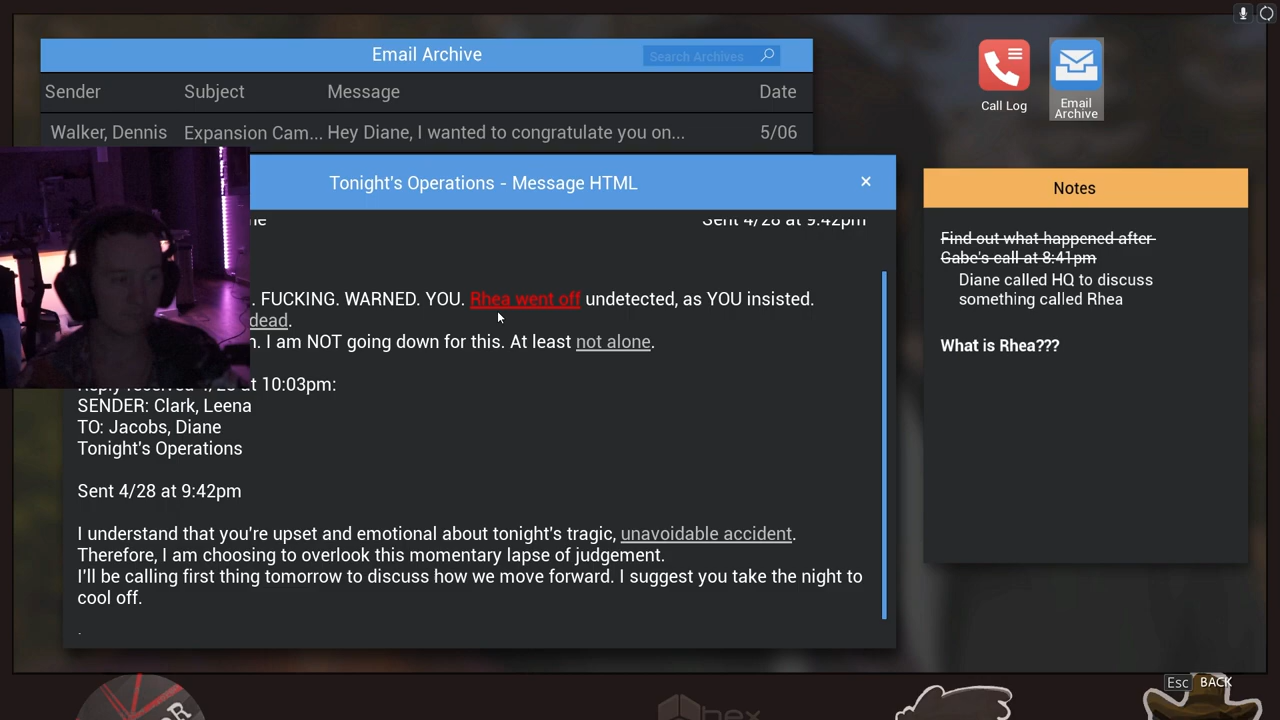 Email Archive
Search Archives
Call Log
Email
Archive
Sender Subject Message Date
Walker, Dennis Expansion Cam... Hey Diane, I wanted to congratulate you on... 5/06
Tonight's Operations - Message HTML
×
Notes
Sent 4/28 at 9:42pm
Find out what happened after
Gabe's call at 8:41pm
Diane called HQ to discuss
something called Rhea
What is Rhea???
. FUCKING. WARNED. YOU. Rhea went off undetected, as YOU insisted.
dead.
. I am NOT going down for this. At least not alone.
at 10:03pm:
SENDER: Clark, Leena
TO: Jacobs, Diane
Tonight's Operations
Sent 4/28 at 9:42pm
I understand that you're upset and emotional about tonight's tragic, unavoidable accident.
Therefore, I am choosing to overlook this momentary lapse of judgement.
I'll be calling first thing tomorrow to discuss how we move forward. I suggest you take the night to
cool off.
Esc BACK
hex